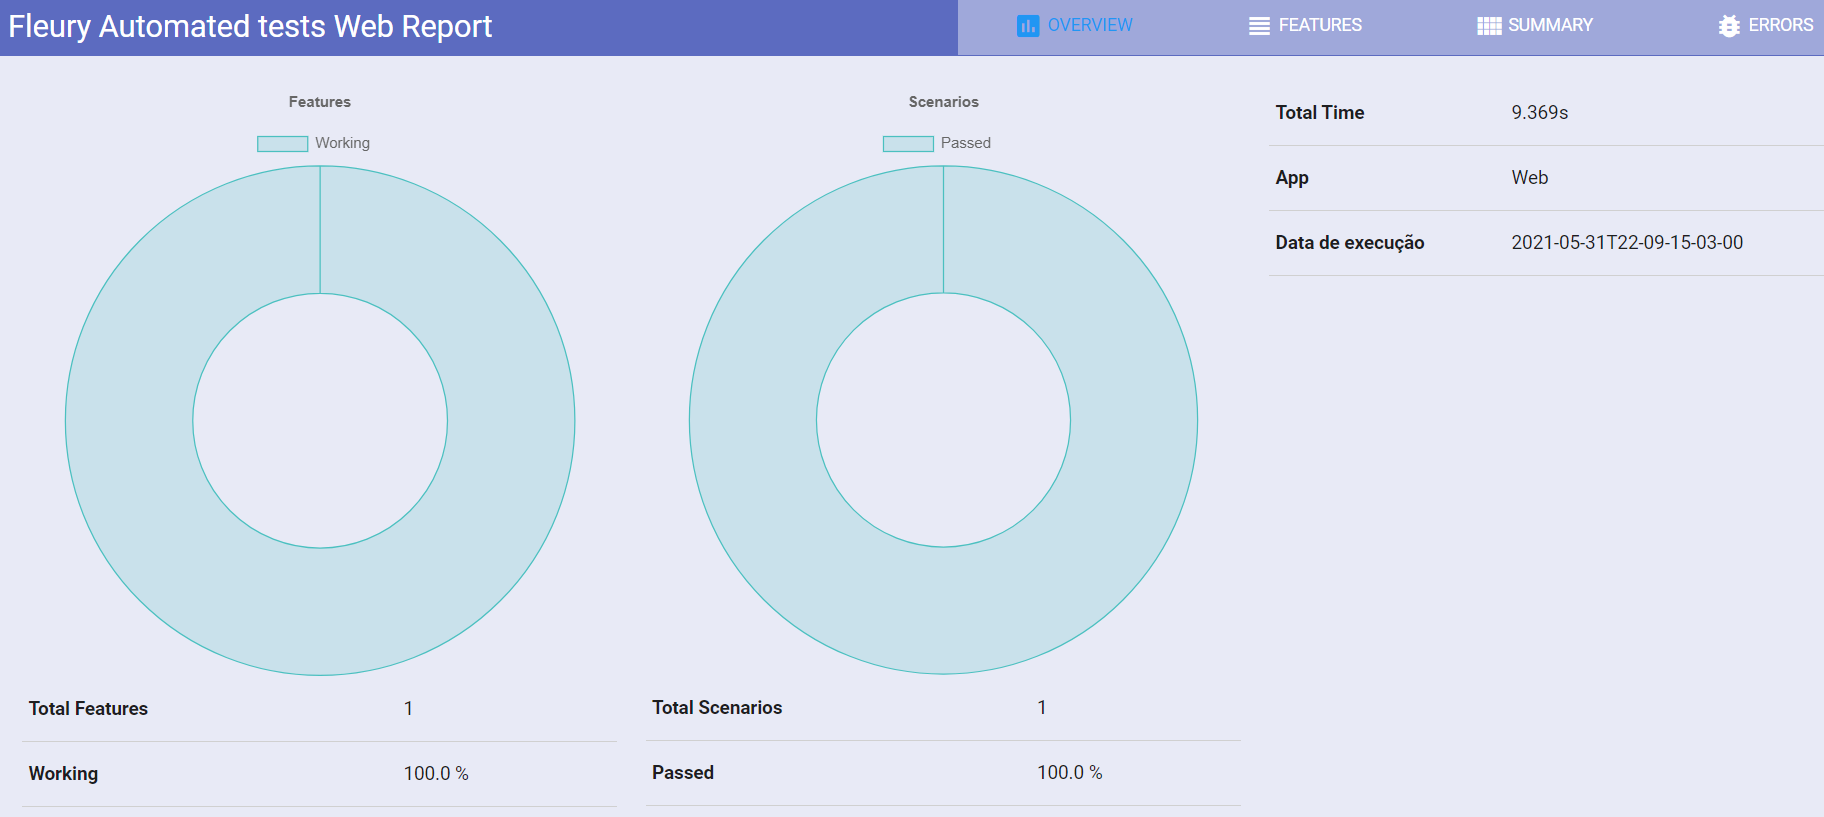 Fleury Automated tests Web Report
OVERVIEW
FEATURES
SUMMARY
ERRORS
Features
Working
Total Features 1
Working 100.0 %
Scenarios
Passed
Total Scenarios 1
Passed 100.0 %
Total Time 9.369s
App Web
Data de execução 2021-05-31T22-09-15-03-00